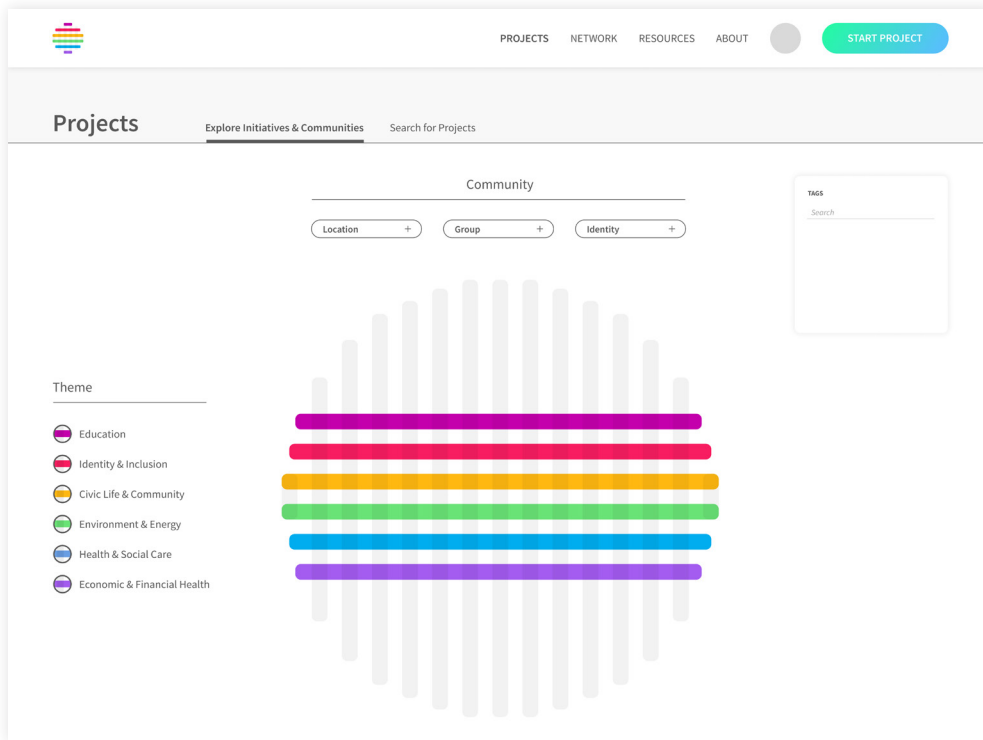 PROJECTS NETWORK RESOURCES ABOUT START PROJECT
Projects Explore Initiatives & Communities Search for Projects
Community
TAGS
Search
Location + Group + Identity +
Theme
Education
Identity & Inclusion
Civic Life & Community
Environment & Energy
Health & Social Care
Economic & Financial Health